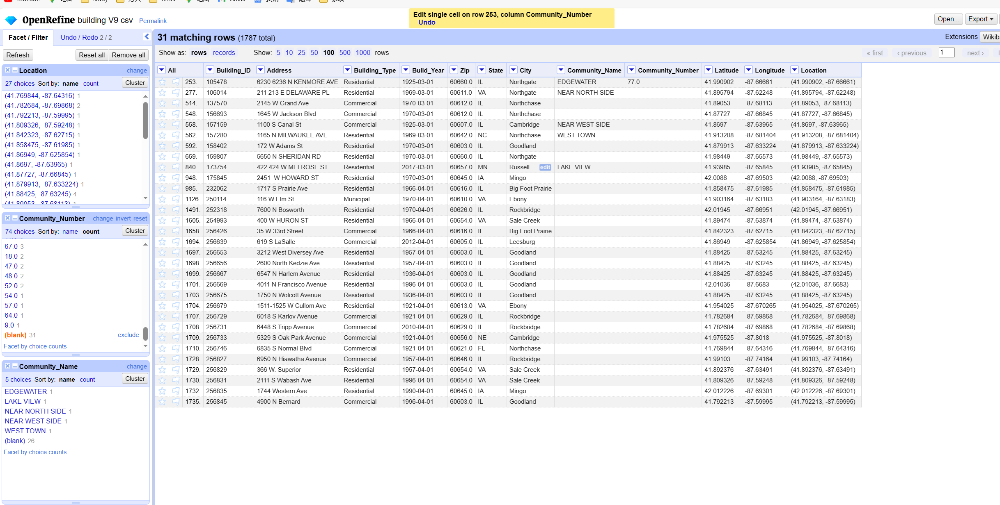 YouTube 地图 study 另类 other 地图 Gmail 资讯 翻译
OpenRefine building V9 csv Permalink
Edit single cell on row 253, column Community_Number
Undo
Open... Export
Facet / Filter Undo / Redo 2 / 2
31 matching rows (1787 total)
Extensions Wikib
Refresh Reset all Remove all
Show as: rows records Show: 5 10 25 50 100 500 1000 rows
« first ‹ previous 1 next ›
Location change
27 choices Sort by: name count Cluster
(41.769844, -87.64316) 1
(41.782684, -87.69868) 2
(41.792213, -87.59995) 1
(41.809326, -87.59248) 1
(41.842323, -87.62715) 1
(41.858475, -87.61985) 1
(41.86949, -87.625854) 1
(41.8697, -87.63965) 1
(41.87727, -87.66845) 1
(41.879913, -87.633224) 1
(41.88425, -87.63245) 4
(41.89053, -87.68113) 1
Community_Number change invert reset
74 choices Sort by: name count Cluster
67.0 3
18.0 2
47.0 2
48.0 2
52.0 2
54.0 1
57.0 1
64.0 1
9.0 1
(blank) 31 exclude
Facet by choice counts
Community_Name change
5 choices Sort by: name count Cluster
EDGEWATER 1
LAKE VIEW 1
NEAR NORTH SIDE 1
NEAR WEST SIDE 1
WEST TOWN 1
(blank) 26
Facet by choice counts
All Building_ID Address Building_Type Build_Year Zip State City Community_Name Community_Number Latitude Longitude Location
253. 105478 6230 6236 N KENMORE AVE Residential 1925-03-01 60660.0 IL Northgate EDGEWATER 77.0 41.990902 -87.66661 (41.990902, -87.66661)
277. 106014 211 213 E DELAWARE PL Residential 1969-03-01 60611.0 VA Northgate NEAR NORTH SIDE 41.895794 -87.62248 (41.895794, -87.62248)
514. 137570 2145 W Grand Ave Commercial 1970-03-01 60612.0 IL Northchase 41.89053 -87.68113 (41.89053, -87.68113)
548. 156693 1645 W Jackson Blvd Commercial 1970-03-01 60612.0 IL Northchase 41.87727 -87.66845 (41.87727, -87.66845)
558. 157159 1100 S Canal St Commercial 1925-03-01 60607.0 IL Cambridge NEAR WEST SIDE 41.8697 -87.63965 (41.8697, -87.63965)
562. 157280 1165 N MILWAUKEE AVE Residential 1969-03-01 60642.0 NC Northchase WEST TOWN 41.913208 -87.681404 (41.913208, -87.681404)
592. 158402 172 W Adams St Residential 1970-03-01 60603.0 IL Goodland 41.879913 -87.633224 (41.879913, -87.633224)
659. 159807 5650 N SHERIDAN RD Residential 1970-03-01 60660.0 IL Northgate 41.98449 -87.65573 (41.98449, -87.65573)
840. 173754 422 424 W MELROSE ST Residential 2017-03-01 60657.0 MN Russell edit LAKE VIEW 41.93985 -87.65845 (41.93985, -87.65845)
948. 175845 2451 W HOWARD ST Residential 1970-03-01 60645.0 IA Mingo 42.0088 -87.69503 (42.0088, -87.69503)
985. 232062 1717 S Prairie Ave Residential 1966-04-01 60616.0 IL Big Foot Prairie 41.858475 -87.61985 (41.858475, -87.61985)
1126. 250114 116 W Elm St Municipal 1970-04-01 60610.0 VA Ebony 41.903164 -87.63183 (41.903164, -87.63183)
1491. 252318 7600 N Bosworth Residential 1970-04-01 60626.0 IL Rockbridge 42.01945 -87.66951 (42.01945, -87.66951)
1605. 254993 400 W HURON ST Residential 1966-04-01 60654.0 VA Sale Creek 41.89474 -87.63874 (41.89474, -87.63874)
1658. 256426 35 W 33rd Street Commercial 1966-04-01 60616.0 IL Big Foot Prairie 41.842323 -87.62715 (41.842323, -87.62715)
1694. 256639 619 S LaSalle Commercial 2012-04-01 60605.0 IL Leesburg 41.86949 -87.625854 (41.86949, -87.625854)
1697. 256653 3212 West Diversey Ave Residential 1957-04-01 60603.0 IL Goodland 41.88425 -87.63245 (41.88425, -87.63245)
1698. 256656 2600 North Kedzie Ave Residential 1957-04-01 60603.0 IL Goodland 41.88425 -87.63245 (41.88425, -87.63245)
1699. 256667 6547 N Harlem Avenue Residential 1936-04-01 60603.0 IL Goodland 41.88425 -87.63245 (41.88425, -87.63245)
1701. 256669 4011 N Francisco Avenue Residential 1996-04-01 60603.0 IL Goodland 42.01036 -87.6683 (42.01036, -87.6683)
1703. 256675 1750 N Wolcott Avenue Residential 1936-04-01 60603.0 IL Goodland 41.88425 -87.63245 (41.88425, -87.63245)
1704. 256679 1511-1525 W Cullom Ave Residential 1921-04-01 60613.0 VA Ebony 41.954025 -87.670265 (41.954025, -87.670265)
1707. 256729 6018 S Karlov Avenue Commercial 1921-04-01 60629.0 IL Rockbridge 41.782684 -87.69868 (41.782684, -87.69868)
1708. 256731 6448 S Tripp Avenue Commercial 2010-04-01 60629.0 IL Rockbridge 41.782684 -87.69868 (41.782684, -87.69868)
1709. 256733 5329 S Oak Park Avenue Commercial 1921-04-01 60656.0 NE Cambridge 41.975525 -87.8018 (41.975525, -87.8018)
1710. 256746 6835 S Normal Blvd Commercial 1921-04-01 60621.0 FL Northchase 41.769844 -87.64316 (41.769844, -87.64316)
1728. 256827 6950 N Hiawatha Avenue Commercial 1957-04-01 60646.0 IL Rockbridge 41.99103 -87.74164 (41.99103, -87.74164)
1729. 256829 366 W. Superior Residential 1957-04-01 60654.0 VA Sale Creek 41.892376 -87.63491 (41.892376, -87.63491)
1730. 256831 2111 S Wabash Ave Residential 1996-04-01 60654.0 VA Sale Creek 41.809326 -87.59248 (41.809326, -87.59248)
1732. 256835 1744 Western Ave Residential 1990-04-01 60645.0 IA Mingo 42.012226 -87.69301 (42.012226, -87.69301)
1735. 256845 4900 N Bernard Commercial 1996-04-01 60603.0 IL Goodland 41.792213 -87.59995 (41.792213, -87.59995)